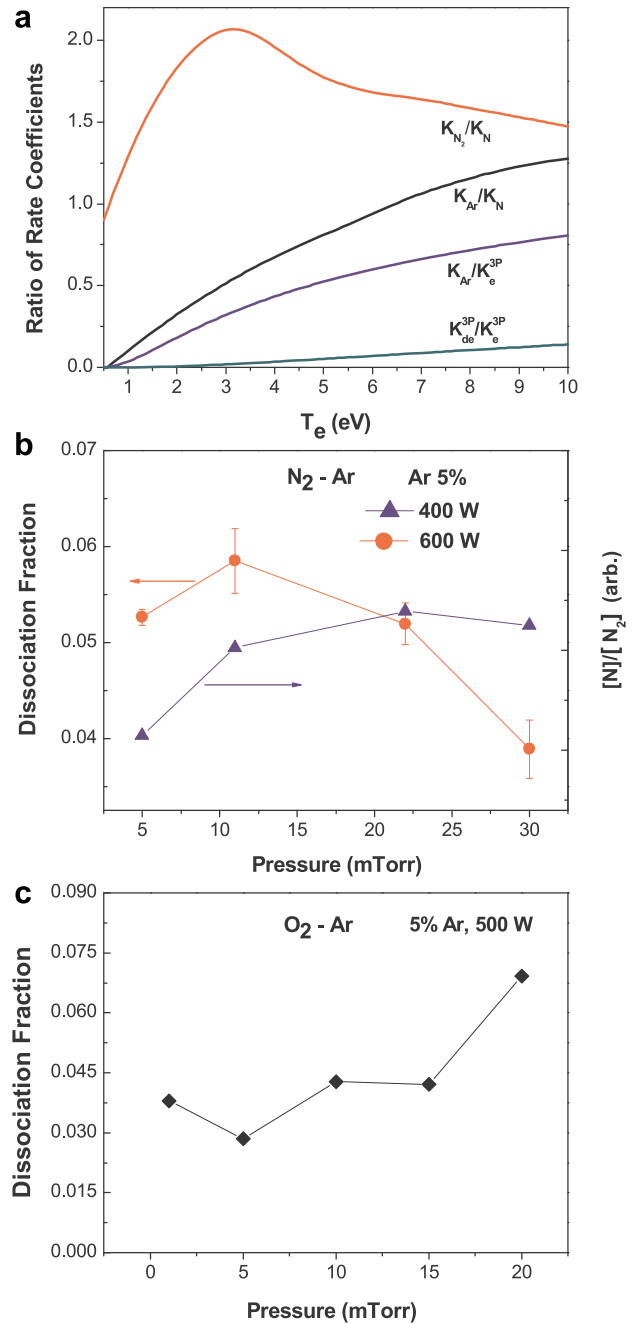 a
2.0
1.5
1.0
0.5
0.0
Ratio of Rate Coefficients
K_N₂/K_N
K_Ar/K_N
K_Ar/K_e^3P
K_de^3P/K_e^3P
1 2 3 4 5 6 7 8 9 10
T_e (eV)
b
0.07
0.06
0.05
0.04
Dissociation Fraction
N₂ - Ar Ar 5%
400 W
600 W
[N]/[ N₂] (arb.)
5 10 15 20 25 30
Pressure (mTorr)
c
0.090
0.075
0.060
0.045
0.030
0.015
0.000
Dissociation Fraction
O₂ - Ar 5% Ar, 500 W
0 5 10 15 20
Pressure (mTorr)